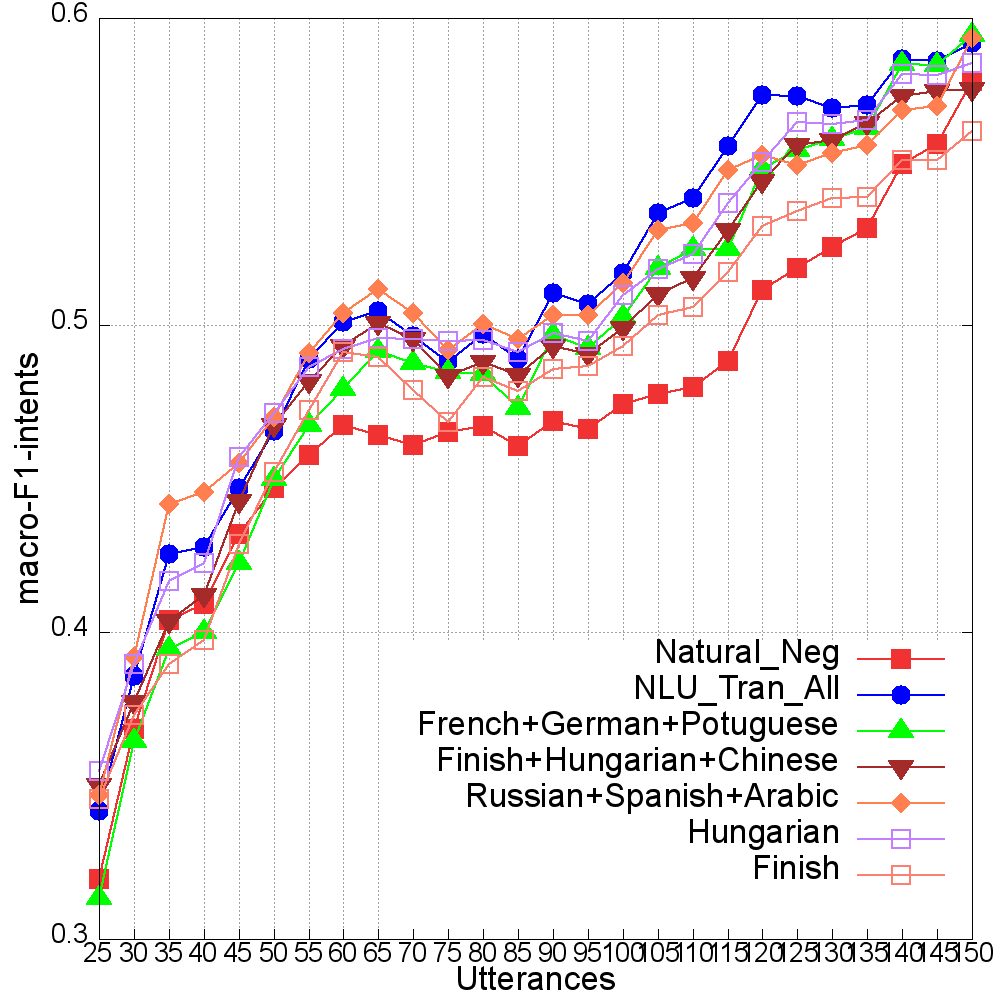 0.6
0.5
0.4
0.3
macro-F1-intents
Natural_Neg
NLU_Tran_All
French+German+Potuguese
Finish+Hungarian+Chinese
Russian+Spanish+Arabic
Hungarian
Finish
25 30 35 40 45 50 55 60 65 70 75 80 85 90 95 100 105 110 115 120 125 130 135 140 145 150
Utterances